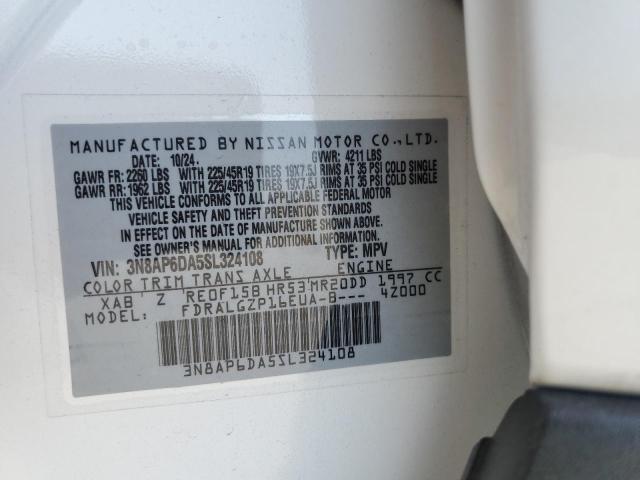 MANUFACTURED BY NISSAN MOTOR CO.,LTD.
DATE: 10/24. GVWR: 4211 LBS
GAWR FR: 2260 LBS WITH 225/45R19 TIRES 19X7.5J RIMS AT 36 PSI COLD SINGLE
GAWR RR: 1962 LBS WITH 225/45R19 TIRES 19X7.5J RIMS AT 36 PSI COLD SINGLE
THIS VEHICLE CONFORMS TO ALL APPLICABLE FEDERAL MOTOR
VEHICLE SAFETY AND THEFT PREVENTION STANDARDS
IN EFFECT ON THE DATE OF MANUFACTURE SHOWN ABOVE.
SEE OWNER'S MANUAL FOR ADDITIONAL INFORMATION.
VIN: 3N8AP6DA5SL324108 TYPE: MPV
COLOR TRIM TRANS AXLE ENGINE
XAB Z RE0F15B HR53 MR20DD 1997 CC
MODEL: FDRALGZP16EUA-B--- 42000
3N8AP6DA5SL324108